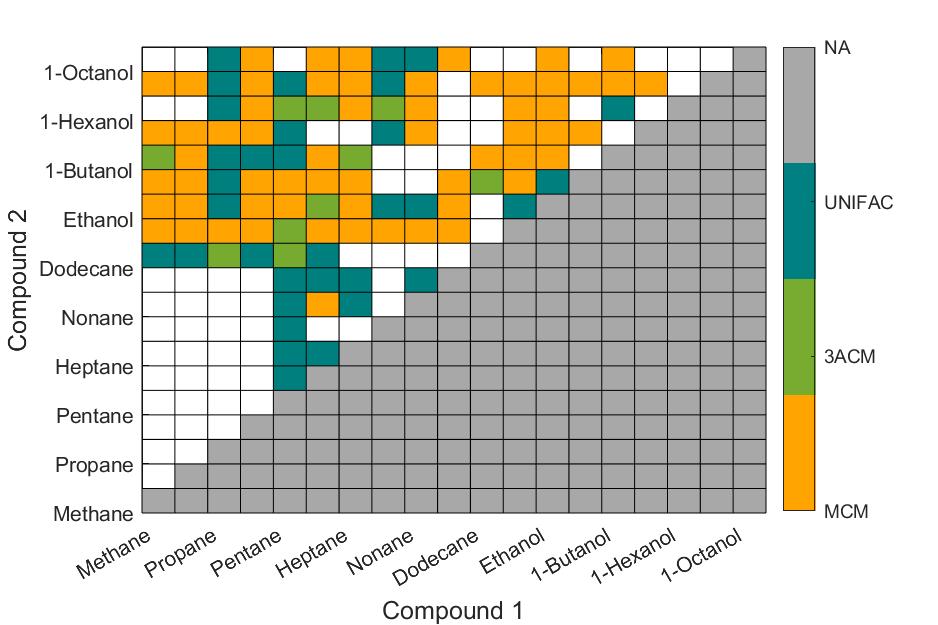 1-Octanol
1-Hexanol
1-Butanol
Ethanol
Dodecane
Nonane
Heptane
Pentane
Propane
Methane
Compound 2
Methane
Propane
Pentane
Heptane
Nonane
Dodecane
Ethanol
1-Butanol
1-Hexanol
1-Octanol
Compound 1
NA
UNIFAC
3ACM
MCM